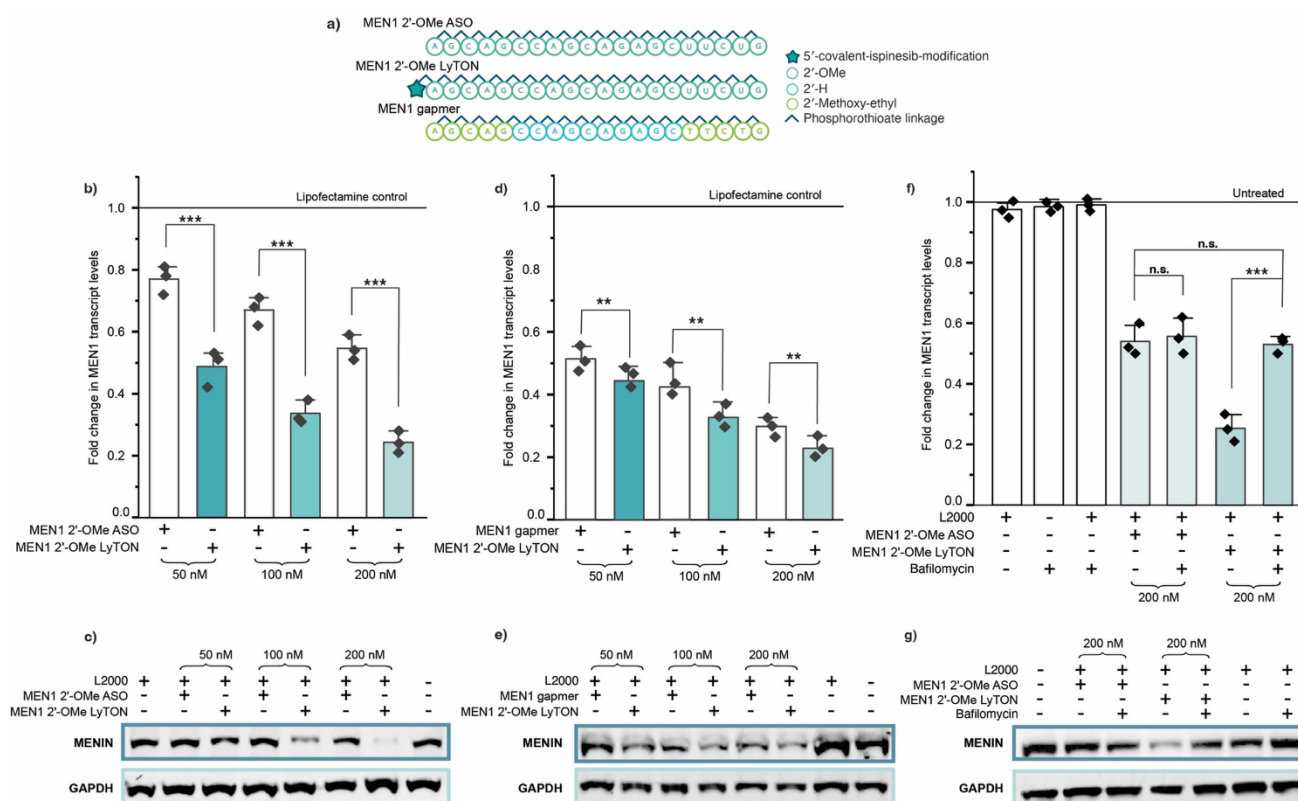 a)
MEN1 2'-OMe ASO
A G C A G C C A G C A G A G C U U C U G
MEN1 2'-OMe LyTON
A G C A G C C A G C A G A G C U U C U G
MEN1 gapmer
A G C A G C C A G C A G A G C T T C T G
5'-covalent-ispinesib-modification
2'-OMe
2'-H
2'-Methoxy-ethyl
Phosphorothioate linkage
b)
Lipofectamine control
Fold change in MEN1 transcript levels
1.0
0.8
0.6
0.4
0.2
0.0
***
***
***
MEN1 2'-OMe ASO + - + - + -
MEN1 2'-OMe LyTON - + - + - +
50 nM 100 nM 200 nM
d)
Lipofectamine control
Fold change in MEN1 transcript levels
1.0
0.8
0.6
0.4
0.2
0.0
**
**
**
MEN1 gapmer + - + - + -
MEN1 2'-OMe LyTON - + - + - +
50 nM 100 nM 200 nM
f)
Untreated
Fold change in MEN1 transcript levels
1.0
0.8
0.6
0.4
0.2
0.0
n.s.
n.s.
***
L2000 + - + + + + +
MEN1 2'-OMe ASO - - - + + - -
MEN1 2'-OMe LyTON - - - - - + +
Bafilomycin - + + - + - +
200 nM 200 nM
c)
50 nM 100 nM 200 nM
L2000 + + + + + + + -
MEN1 2'-OMe ASO - + - + - + - -
MEN1 2'-OMe LyTON - - + - + - + -
MENIN
GAPDH
e)
50 nM 100 nM 200 nM
L2000 + + + + + + + -
MEN1 gapmer + - + - + - - -
MEN1 2'-OMe LyTON - + - + - + - -
MENIN
GAPDH
g)
200 nM 200 nM
L2000 - + + + + + +
MEN1 2'-OMe ASO - + + - - - -
MEN1 2'-OMe LyTON - - - + + - -
Bafilomycin - - + - + - +
MENIN
GAPDH